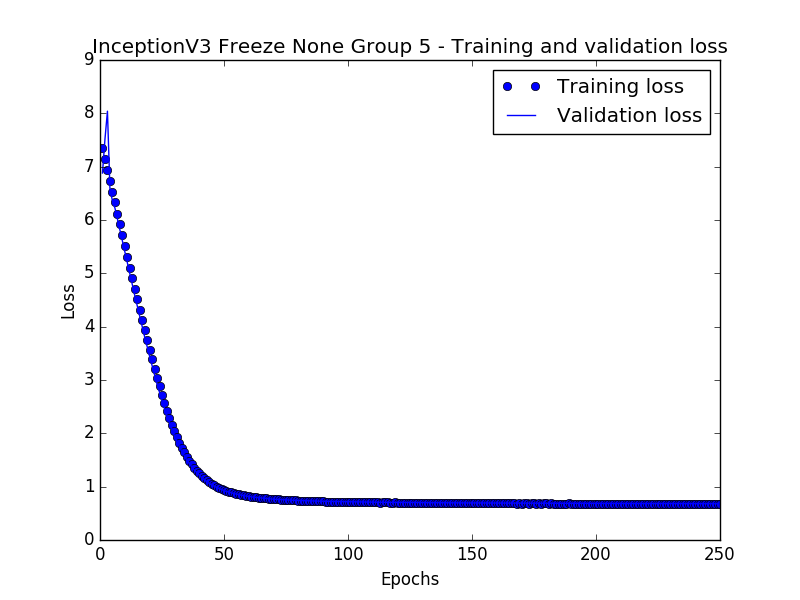 InceptionV3 Freeze None Group 5 - Training and validation loss
9
8
7
6
5
4
3
2
1
0
Loss
Training loss
Validation loss
0 50 100 150 200 250
Epochs